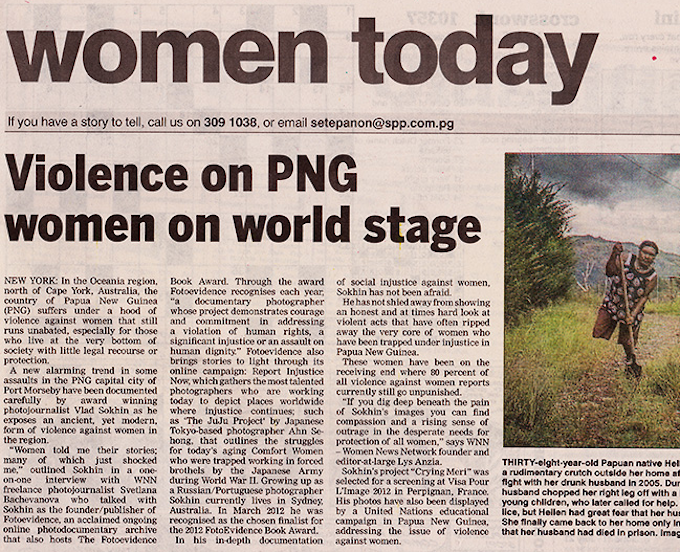 women today
If you have a story to tell, call us on 309 1038, or email setepanon@spp.com.pg
Violence on PNG
women on world stage
NEW YORK: In the Oceania region,
north of Cape York, Australia, the
country of Papua New Guinea
(PNG) suffers under a hood of
violence against women that still
runs unabated, especially for those
who live at the very bottom of
society with little legal recourse or
protection.
A new alarming trend in some
assaults in the PNG capital city of
Port Morseby have been documented
carefully by award winning
photojournalist Vlad Sokhin as he
exposes an ancient, yet modern,
form of violence against women in
the region.
"Women told me their stories;
many of which just shocked
me," outlined Sokhin in a one-
on-one interview with WNN
freelance photojournalist Svetlana
Bachevanova who talked with
Sokhin as the founder/publisher of
Fotoevidence, an acclaimed ongoing
online photodocumentary archive
that also hosts The Fotoevidence
Book Award. Through the award
Fotoevidence recognises each year,
"a documentary photographer
whose project demonstrates courage
and commitment in addressing
a violation of human rights, a
significant injustice or an assault on
human dignity." Fotoevidence also
brings stories to light through its
online campaign: Report Injustice
Now, which gathers the most talented
photographers who are working
today to depict places worldwide
where injustice continues; such
as 'The JuJu Project' by Japanese
Tokyo-based photographer Ahn Se-
hong, that outlines the struggles
for today's aging Comfort Women
who were trapped working in forced
brothels by the Japanese Army
during World War II. Growing up as
a Russian/Portuguese photographer
Sokhin currently lives in Sydney,
Australia. In March 2012 he was
recognised as the chosen finalist for
the 2012 FotoEvidence Book Award.
In his in-depth documentation
of social injustice against women,
Sokhin has not been afraid.
He has not shied away from showing
an honest and at times hard look at
violent acts that have often ripped
away the very core of women who
have been trapped under injustice in
Papua New Guinea.
These women have been on the
receiving end where 80 percent of
all violence against women reports
currently still go unpunished.
"If you dig deep beneath the pain
of Sokhin's images you can find
compassion and a rising sense of
outrage in the desperate needs for
protection of all women," says WNN
– Women News Network founder and
editor-at-large Lys Anzia.
Sokhin's project "Crying Meri" was
selected for a screening at Visa Pour
L'Image 2012 in Perpignan, France.
His photos have also been displayed
by a United Nations educational
campaign in Papua New Guinea,
addressing the issue of violence
against women.
THIRTY-eight-year-old Papuan native Hel
a rudimentary crutch outside her home af
fight with her drunk husband in 2005. Dur
husband chopped her right leg off with a
young children, who later called for help.
lice, but Hellen had great fear that her hus
She finally came back to her home only in
that her husband had died in prison. Imag
crossword 10357